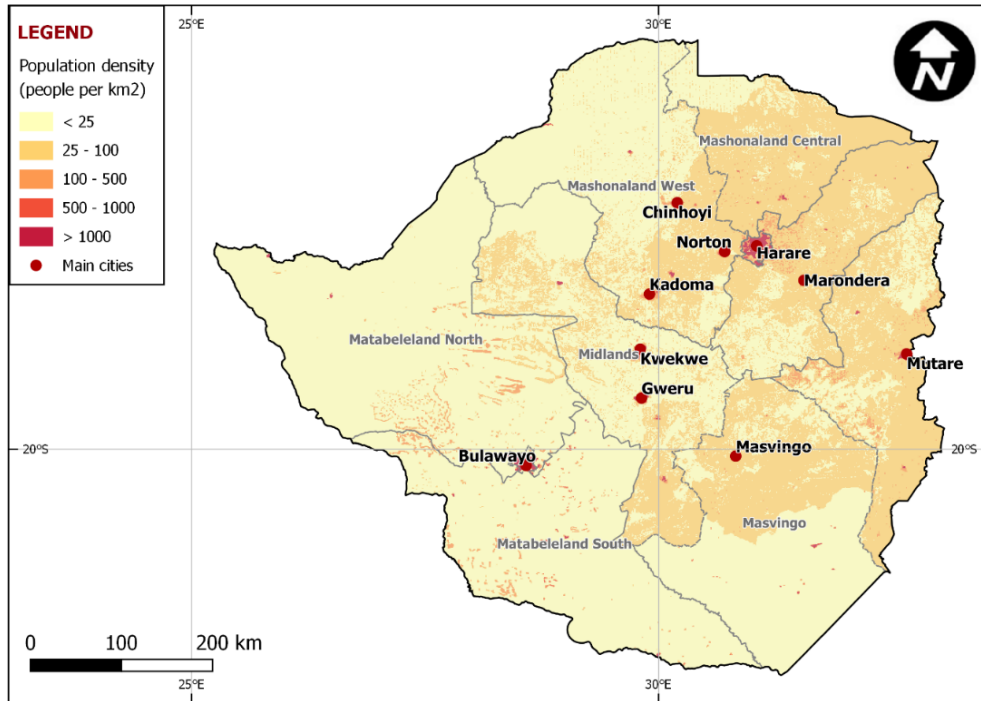 25°E
30°E
LEGEND
Population density
(people per km2)
< 25
25 - 100
100 - 500
500 - 1000
> 1000
Main cities
N
Mashonaland Central
Mashonaland West
Chinhoyi
Norton
Harare
Marondera
Kadoma
Matabeleland North
Midlands
Kwekwe
Mutare
Gweru
20°S
20°S
Bulawayo
Masvingo
Masvingo
Matabeleland South
0 100 200 km
25°E
30°E